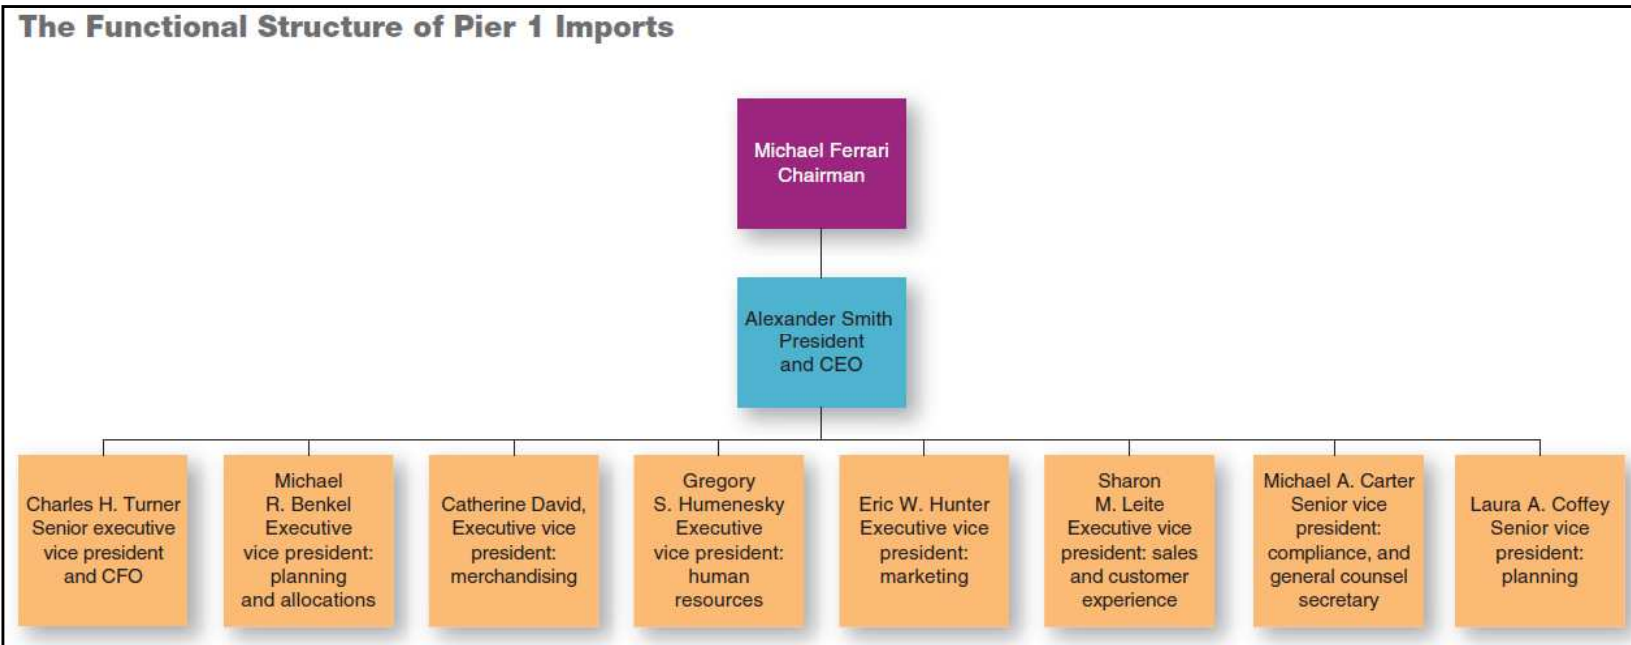 The Functional Structure of Pier 1 Imports
Michael Ferrari
Chairman
Alexander Smith
President
and CEO
Charles H. Turner
Senior executive
vice president
and CFO
Michael
R. Benkel
Executive
vice president:
planning
and allocations
Catherine David,
Executive vice
president:
merchandising
Gregory
S. Humenesky
Executive
vice president:
human
resources
Eric W. Hunter
Executive vice
president:
marketing
Sharon
M. Leite
Executive vice
president: sales
and customer
experience
Michael A. Carter
Senior vice
president:
compliance, and
general counsel
secretary
Laura A. Coffey
Senior vice
president:
planning